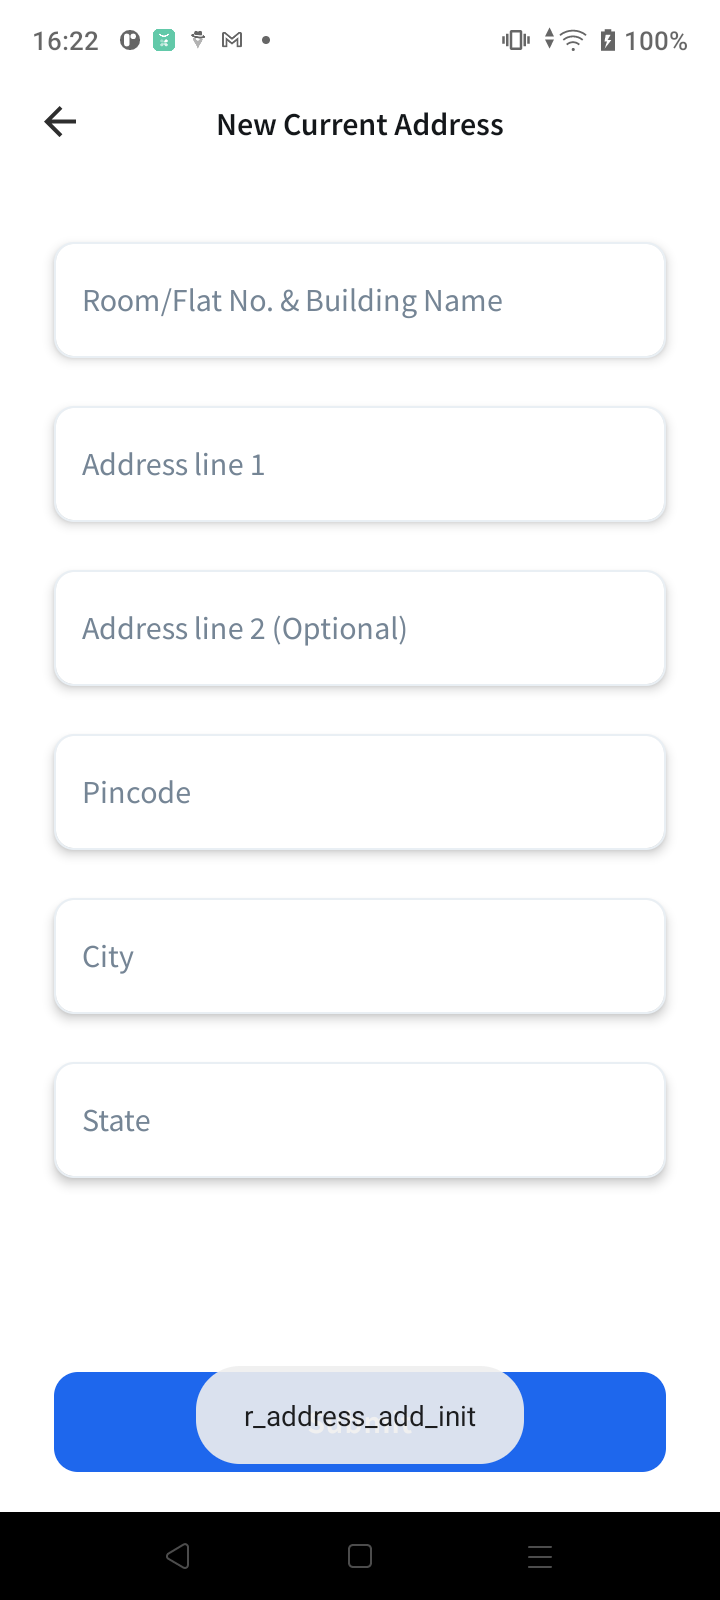 16:22
100%
New Current Address
Room/Flat No. & Building Name
Address line 1
Address line 2 (Optional)
Pincode
City
State
Submit
r_address_add_init